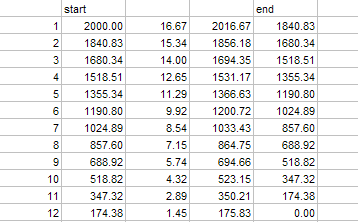 start end
1 2000.00 16.67 2016.67 1840.83
2 1840.83 15.34 1856.18 1680.34
3 1680.34 14.00 1694.35 1518.51
4 1518.51 12.65 1531.17 1355.34
5 1355.34 11.29 1366.63 1190.80
6 1190.80 9.92 1200.72 1024.89
7 1024.89 8.54 1033.43 857.60
8 857.60 7.15 864.75 688.92
9 688.92 5.74 694.66 518.82
10 518.82 4.32 523.15 347.32
11 347.32 2.89 350.21 174.38
12 174.38 1.45 175.83 0.00